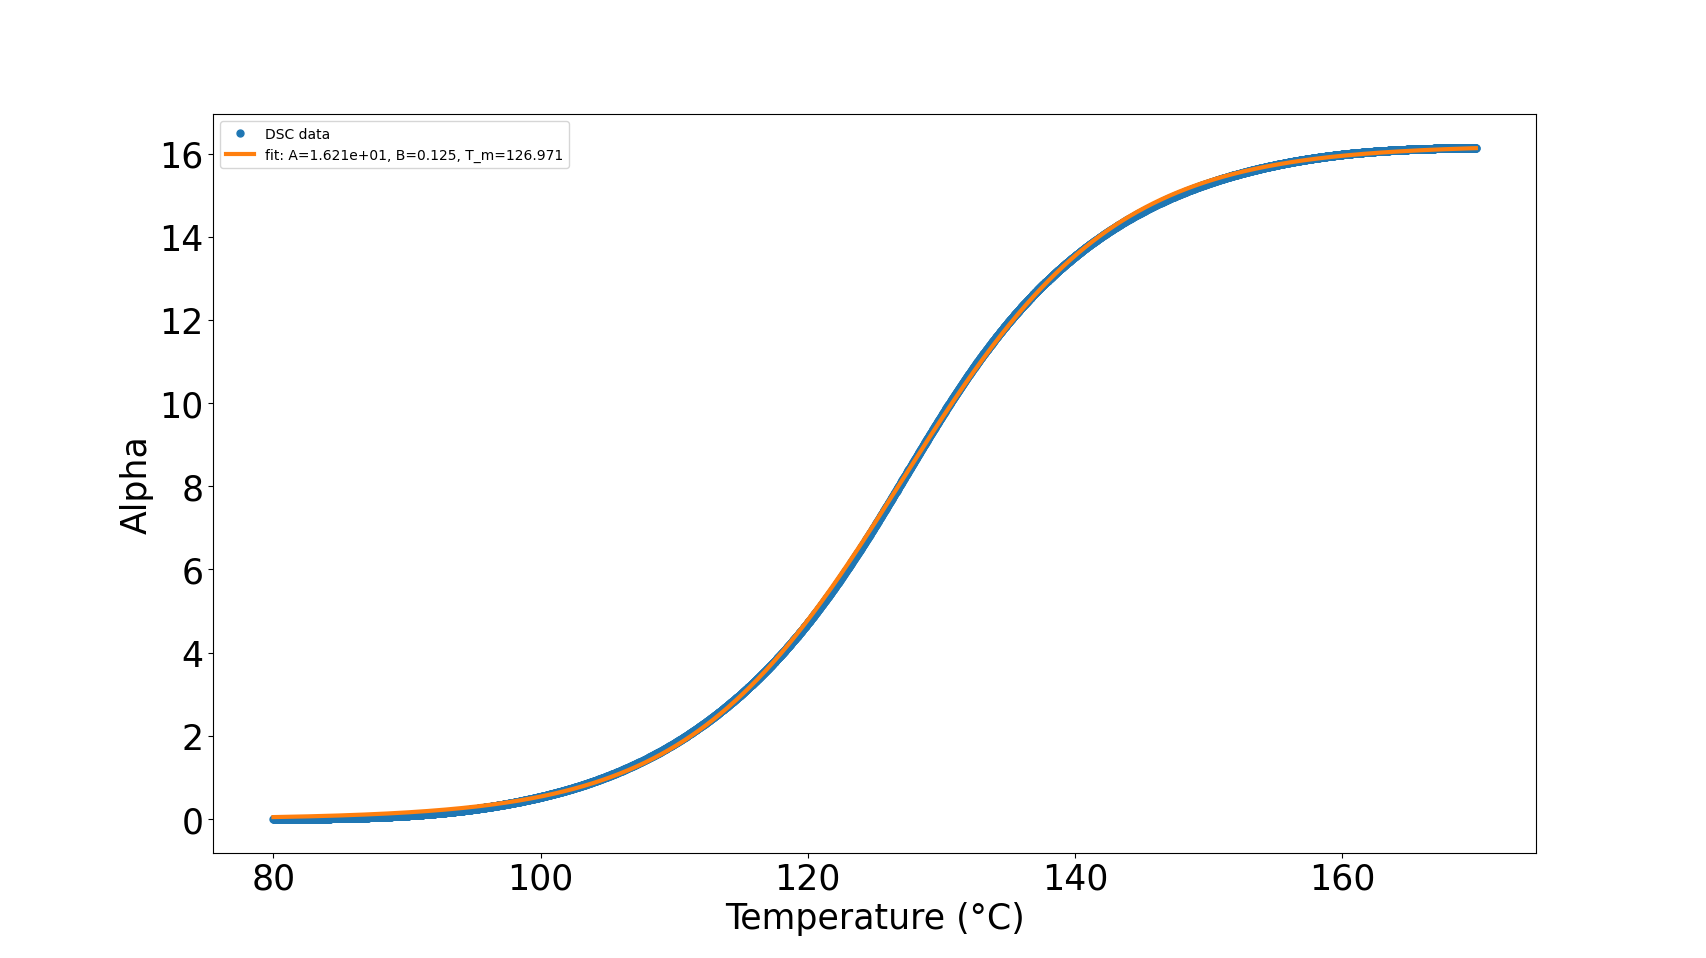 DSC data
fit: A=1.621e+01, B=0.125, T_m=126.971
16
14
12
10
8
6
4
2
0
Alpha
80 100 120 140 160
Temperature (°C)